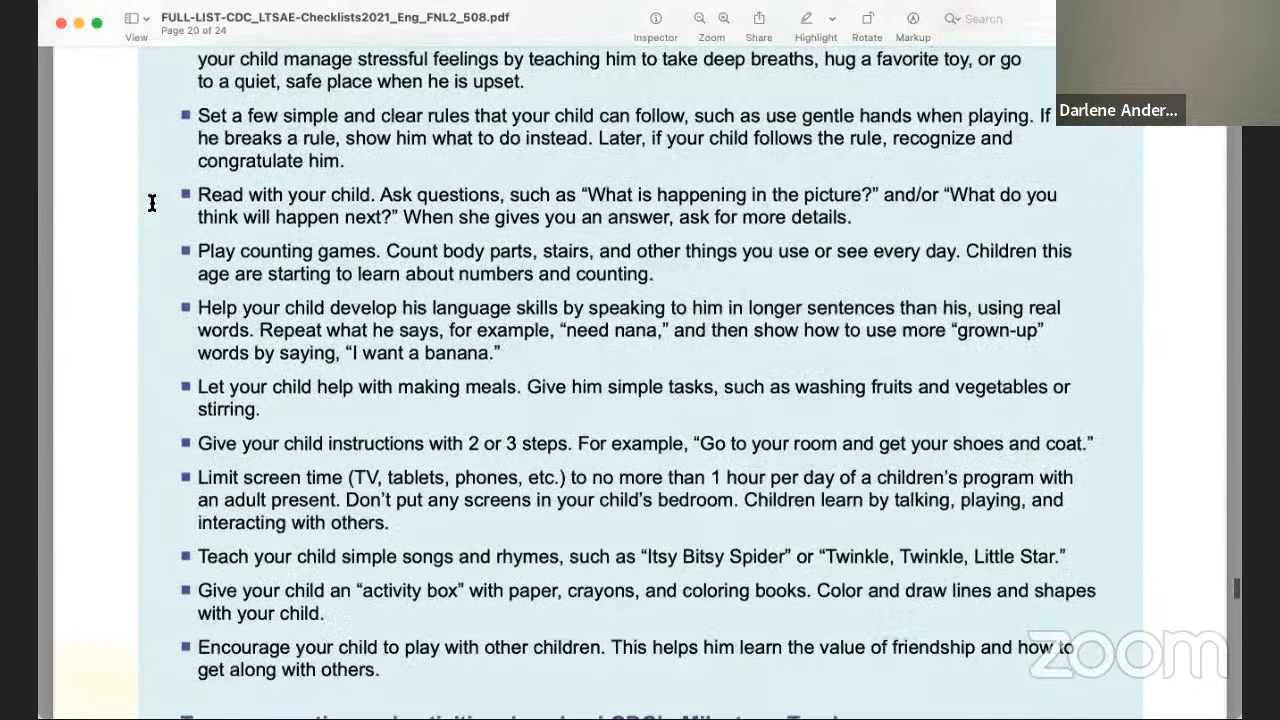 FULL-LIST-CDC_LTSAE-Checklists2021_Eng_FNL2_508.pdf
Page 20 of 24
View
Inspector
Zoom
Share
Highlight
Rotate
Markup
Search
Darlene Ander...
your child manage stressful feelings by teaching him to take deep breaths, hug a favorite toy, or go
to a quiet, safe place when he is upset.
Set a few simple and clear rules that your child can follow, such as use gentle hands when playing. If
he breaks a rule, show him what to do instead. Later, if your child follows the rule, recognize and
congratulate him.
Read with your child. Ask questions, such as “What is happening in the picture?” and/or “What do you
think will happen next?” When she gives you an answer, ask for more details.
Play counting games. Count body parts, stairs, and other things you use or see every day. Children this
age are starting to learn about numbers and counting.
Help your child develop his language skills by speaking to him in longer sentences than his, using real
words. Repeat what he says, for example, “need nana,” and then show how to use more “grown-up”
words by saying, “I want a banana.”
Let your child help with making meals. Give him simple tasks, such as washing fruits and vegetables or
stirring.
Give your child instructions with 2 or 3 steps. For example, “Go to your room and get your shoes and coat.”
Limit screen time (TV, tablets, phones, etc.) to no more than 1 hour per day of a children’s program with
an adult present. Don’t put any screens in your child’s bedroom. Children learn by talking, playing, and
interacting with others.
Teach your child simple songs and rhymes, such as “Itsy Bitsy Spider” or “Twinkle, Twinkle, Little Star.”
Give your child an “activity box” with paper, crayons, and coloring books. Color and draw lines and shapes
with your child.
Encourage your child to play with other children. This helps him learn the value of friendship and how to
get along with others.
zoom